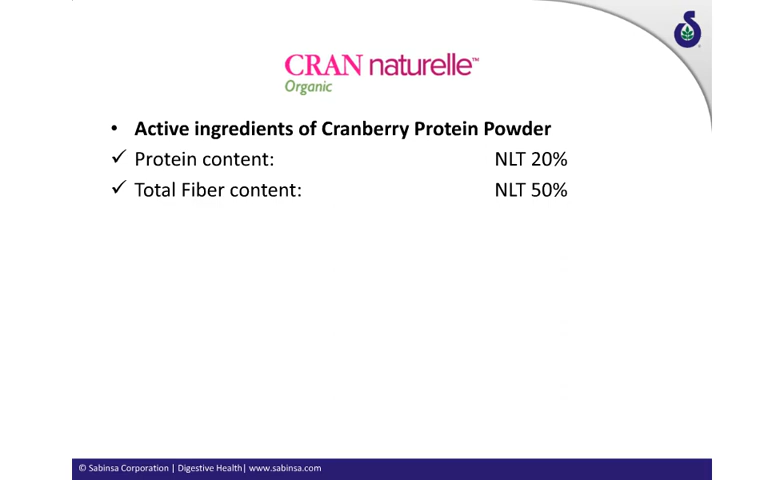 CRAN naturelle™
Organic
• Active ingredients of Cranberry Protein Powder
✓ Protein content: NLT 20%
✓ Total Fiber content: NLT 50%
© Sabinsa Corporation | Digestive Health| www.sabinsa.com